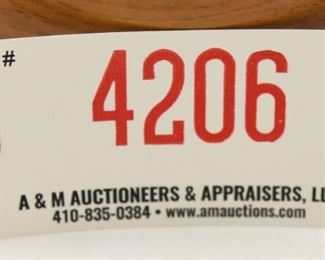 # 4206
A & M AUCTIONEERS & APPRAISERS, LL
410-835-0384 • www.amauctions.com